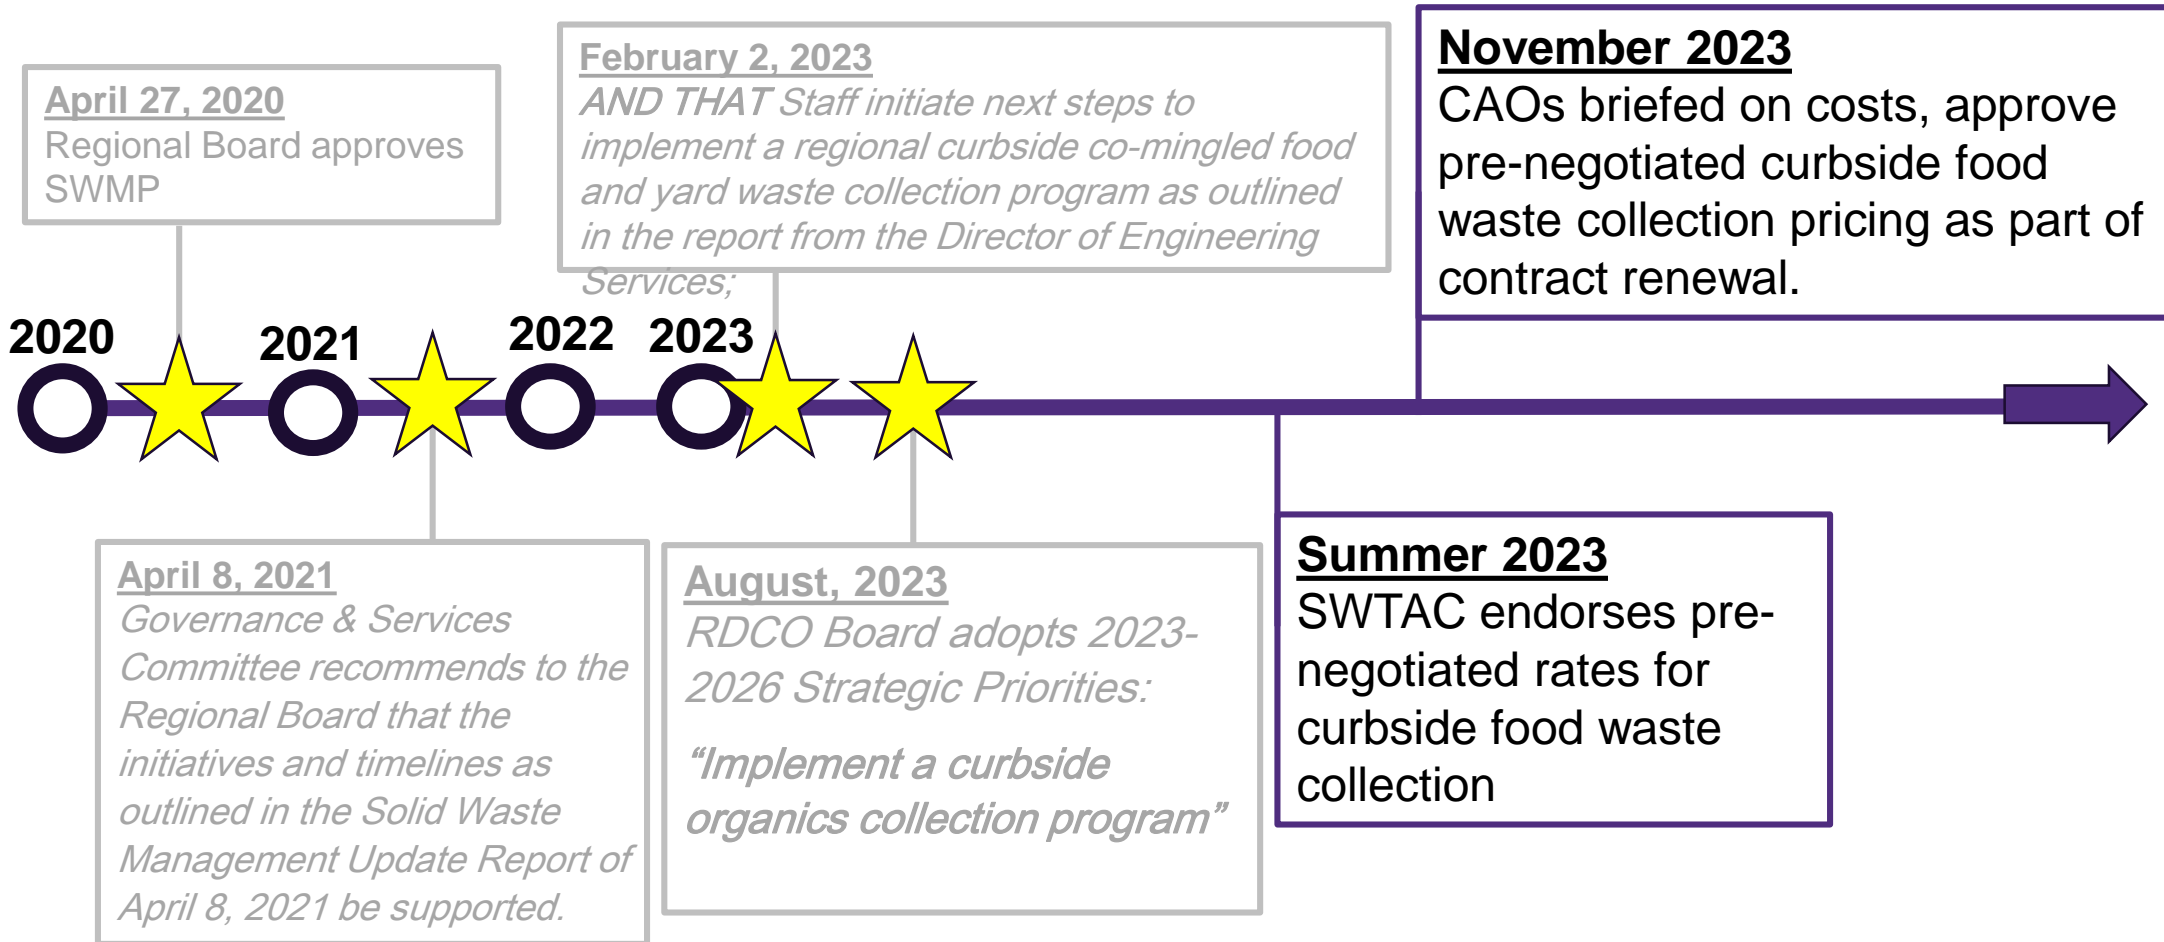 April 27, 2020
Regional Board approves
SWMP
February 2, 2023
AND THAT Staff initiate next steps to
implement a regional curbside co-mingled food
and yard waste collection program as outlined
in the report from the Director of Engineering
Services;
November 2023
CAOs briefed on costs, approve
pre-negotiated curbside food
waste collection pricing as part of
contract renewal.
2020
2021
2022
2023
April 8, 2021
Governance & Services
Committee recommends to the
Regional Board that the
initiatives and timelines as
outlined in the Solid Waste
Management Update Report of
April 8, 2021 be supported.
August, 2023
RDCO Board adopts 2023-
2026 Strategic Priorities:
“Implement a curbside
organics collection program”
Summer 2023
SWTAC endorses pre-
negotiated rates for
curbside food waste
collection